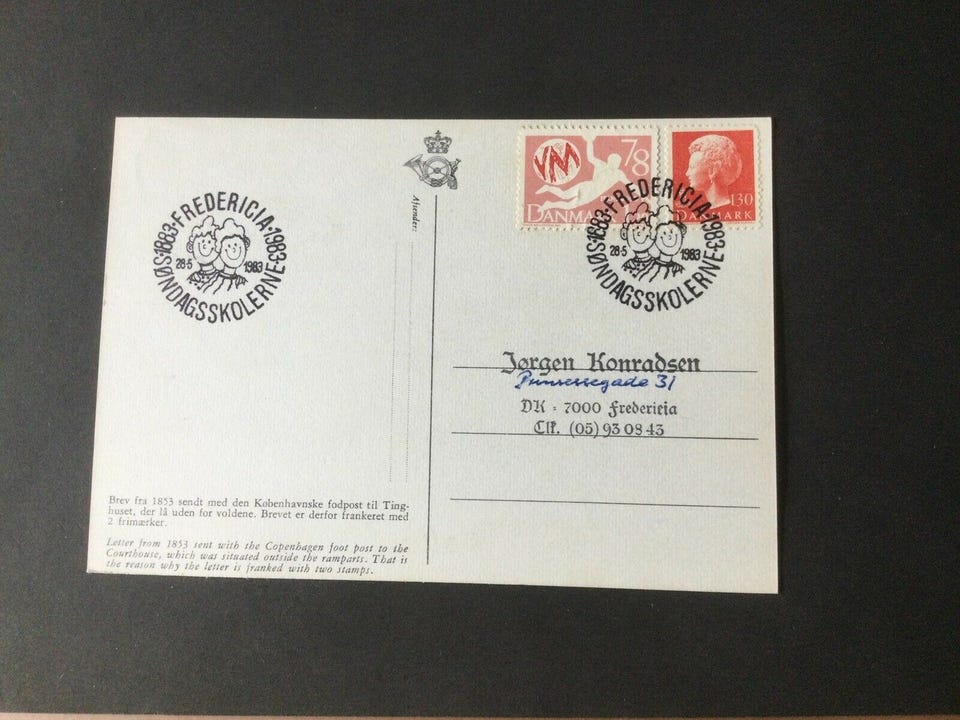 1883·FREDERICIA·1983
28-5 1983
SØNDAGSSKOLERNE
Afsender:
VM 78
DANMARK
130
DANMARK
1883·FREDERICIA·1983
28-5 1983
SØNDAGSSKOLERNE
Jørgen Konradsen
Prinsessegade 31
DK - 7000 Fredericia
Tlf. (05) 93 08 43
Brev fra 1853 sendt med den Københavnske fodpost til Ting-
huset, der lå uden for voldene. Brevet er derfor frankeret med
2 frimærker.
Letter from 1853 sent with the Copenhagen foot post to the
Courthouse, which was situated outside the ramparts. That is
the reason why the letter is franked with two stamps.